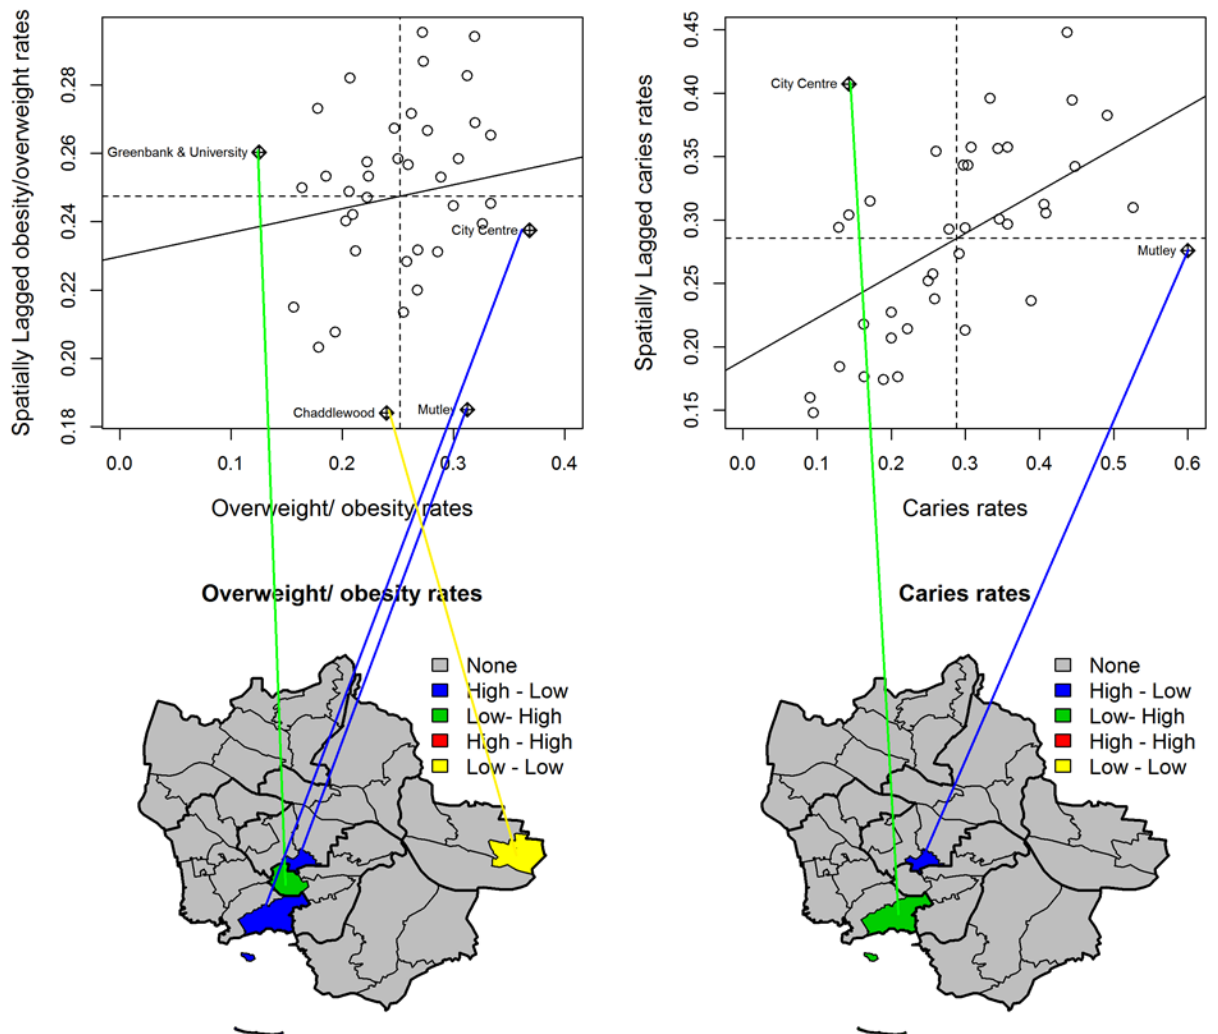 Spatially Lagged obesity/overweight rates
0.18 0.20 0.22 0.24 0.26 0.28
Greenbank & University
City Centre
Chaddlewood
Mutley
0.0 0.1 0.2 0.3 0.4
Overweight/ obesity rates
Spatially Lagged caries rates
0.15 0.20 0.25 0.30 0.35 0.40 0.45
City Centre
Mutley
0.0 0.1 0.2 0.3 0.4 0.5 0.6
Caries rates
Overweight/ obesity rates
None
High - Low
Low- High
High - High
Low - Low
Caries rates
None
High - Low
Low- High
High - High
Low - Low